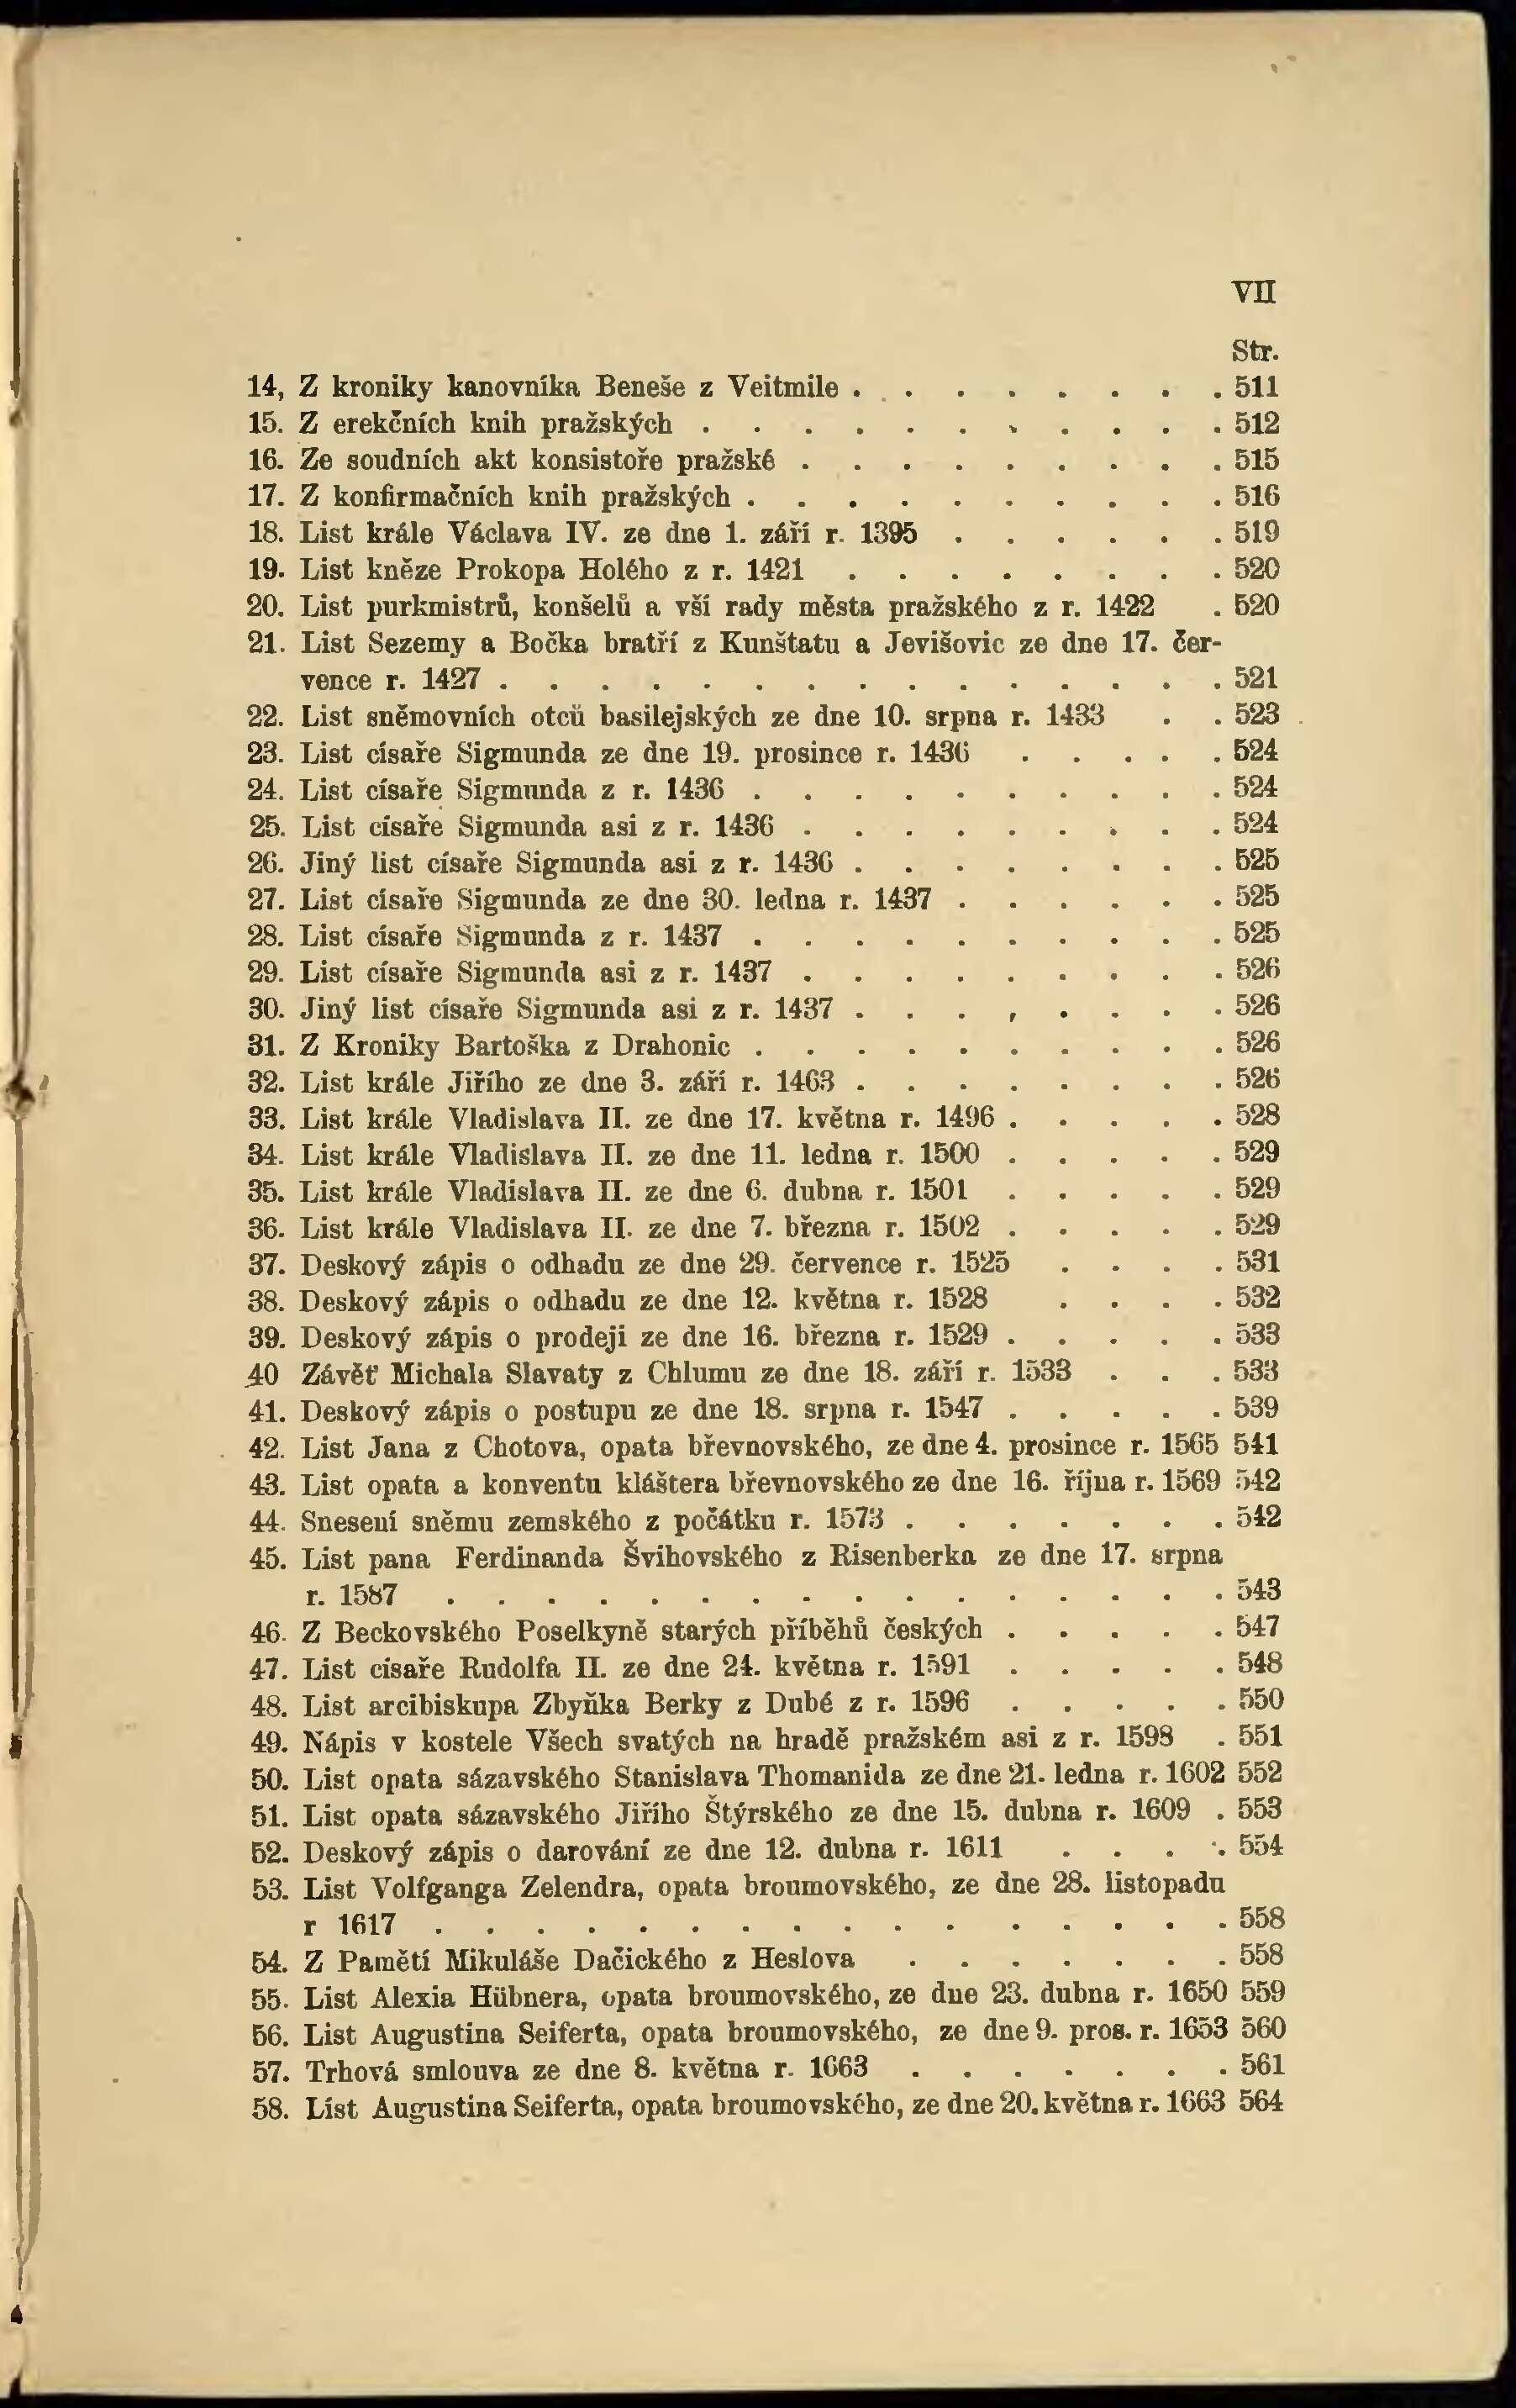 VII
Str.
14, Z kroniky kanovníka Beneše z Veitmile . . . . . . . . 511
15. Z erekčních knih pražských . . . . . . . . . . . 512
16. Ze soudních akt konsistoře pražské . . . . . . . . . 515
17. Z konfirmačních knih pražských . . . . . . . . . . 516
18. List krále Václava IV. ze dne 1. září r. 1395 . . . . . . 519
19. List kněze Prokopa Holého z r. 1421 . . . . . . . . 520
20. List purkmistrů, konšelů a vší rady města pražského z r. 1422 . 520
21. List Sezemy a Bočka bratří z Kunštatu a Jevišovic ze dne 17. čer-
vence r. 1427 . . . . . . . . . . . . . . . 521
22. List sněmovních otců basilejských ze dne 10. srpna r. 1433 . . 523
23. List císaře Sigmunda ze dne 19. prosince r. 1436 . . . . . 524
24. List císaře Sigmunda z r. 1436 . . . . . . . . . . 524
25. List císaře Sigmunda asi z r. 1436 . . . . . . . . . 524
26. Jiný list císaře Sigmunda asi z r. 1436 . . . . . . . . 525
27. List císaře Sigmunda ze dne 30. ledna r. 1437 . . . . . . 525
28. List císaře Sigmunda z r. 1437 . . . . . . . . . . 525
29. List císaře Sigmunda asi z r. 1437 . . . . . . . . . 526
30. Jiný list císaře Sigmunda asi z r. 1437 . . . , . . . . 526
31. Z Kroniky Bartoška z Drahonic . . . . . . . . . . 526
32. List krále Jiřího ze dne 3. září r. 1463 . . . . . . . . 526
33. List krále Vladislava II. ze dne 17. května r. 1496 . . . . . 528
34. List krále Vladislava II. ze dne 11. ledna r. 1500 . . . . . 529
35. List krále Vladislava II. ze dne 6. dubna r. 1501 . . . . . 529
36. List krále Vladislava II. ze dne 7. března r. 1502 . . . . . 529
37. Deskový zápis o odhadu ze dne 29. července r. 1525 . . . . 531
38. Deskový zápis o odhadu ze dne 12. května r. 1528 . . . . 532
39. Deskový zápis o prodeji ze dne 16. března r. 1529 . . . . . 533
40 Závěť Michala Slavaty z Chlumu ze dne 18. září r. 1533 . . . 533
41. Deskový zápis o postupu ze dne 18. srpna r. 1547 . . . . . 539
42. List Jana z Chotova, opata břevnovského, ze dne 4. prosince r. 1565 541
43. List opata a konventu kláštera břevnovského ze dne 16. října r. 1569 542
44. Snesení sněmu zemského z počátku r. 1573 . . . . . . . 542
45. List pana Ferdinanda Švihovského z Risenberka ze dne 17. srpna
r. 1587 . . . . . . . . . . . . . . . . 543
46. Z Beckovského Poselkyně starých příběhů českých . . . . . 547
47. List císaře Rudolfa II. ze dne 24. května r. 1591 . . . . . 548
48. List arcibiskupa Zbyňka Berky z Dubé z r. 1596 . . . . . 550
49. Nápis v kostele Všech svatých na hradě pražském asi z r. 1598 . 551
50. List opata sázavského Stanislava Thomanida ze dne 21. ledna r. 1602 552
51. List opata sázavského Jiřího Štýrského ze dne 15. dubna r. 1609 . 553
52. Deskový zápis o darování ze dne 12. dubna r. 1611 . . . . 554
53. List Volfganga Zelendra, opata broumovského, ze dne 28. listopadu
r 1617 . . . . . . . . . . . . . . . . 558
54. Z Pamětí Mikuláše Dačického z Heslova . . . . . . . 558
55. List Alexia Hübnera, opata broumovského, ze dne 23. dubna r. 1650 559
56. List Augustina Seiferta, opata broumovského, ze dne 9. pros. r. 1653 560
57. Trhová smlouva ze dne 8. května r. 1663 . . . . . . . 561
58. List Augustina Seiferta, opata broumovského, ze dne 20. května r. 1663 564